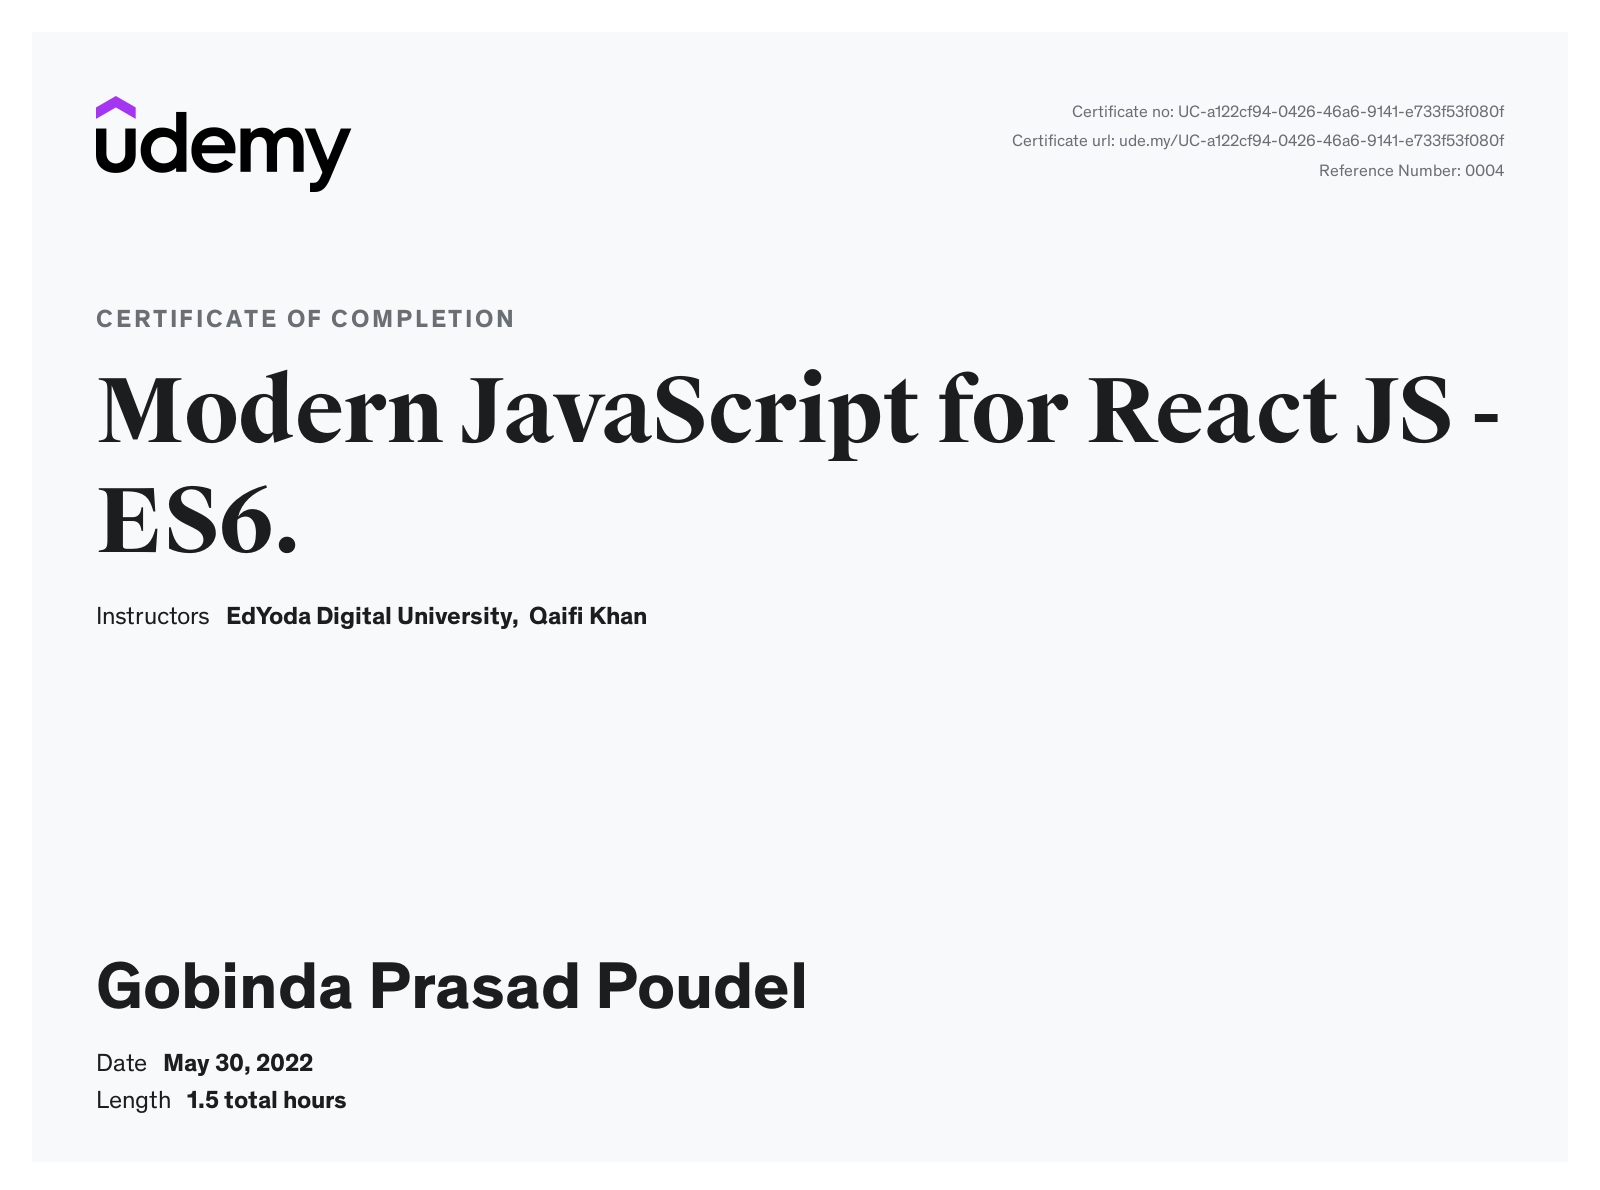 udemy
Certificate no: UC-a122cf94-0426-46a6-9141-e733f53f080f
Certificate url: ude.my/UC-a122cf94-0426-46a6-9141-e733f53f080f
Reference Number: 0004
CERTIFICATE OF COMPLETION
Modern JavaScript for React JS -
ES6.
Instructors EdYoda Digital University, Qaifi Khan
Gobinda Prasad Poudel
Date May 30, 2022
Length 1.5 total hours